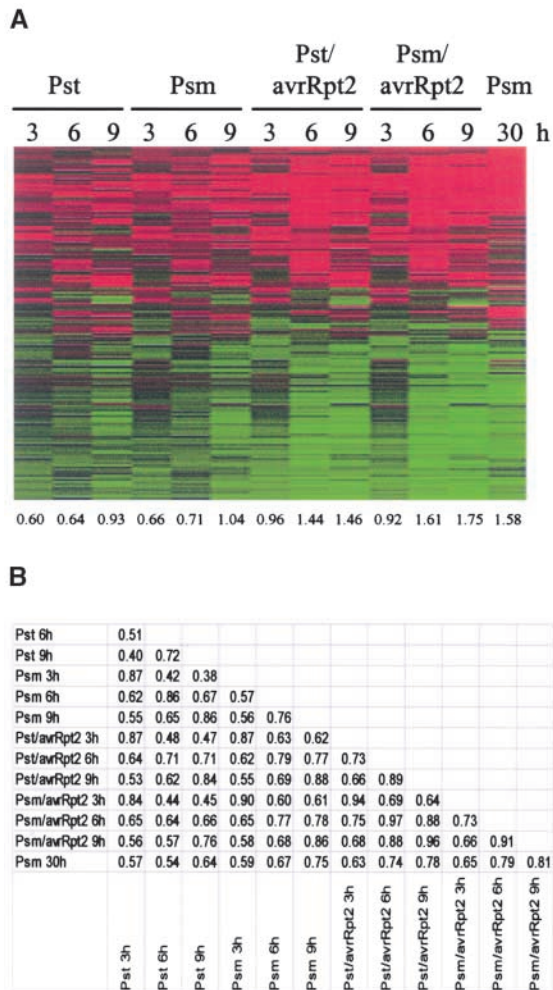 A
Pst Psm Pst/ avrRpt2 Psm/ avrRpt2 Psm
3 6 9 3 6 9 3 6 9 3 6 9 30 h
0.60 0.64 0.93 0.66 0.71 1.04 0.96 1.44 1.46 0.92 1.61 1.75 1.58
B
Pst 6h 0.51
Pst 9h 0.40 0.72
Psm 3h 0.87 0.42 0.38
Psm 6h 0.62 0.86 0.67 0.57
Psm 9h 0.55 0.65 0.86 0.56 0.76
Pst/avrRpt2 3h 0.87 0.48 0.47 0.87 0.63 0.62
Pst/avrRpt2 6h 0.64 0.71 0.71 0.62 0.79 0.77 0.73
Pst/avrRpt2 9h 0.53 0.62 0.84 0.55 0.69 0.88 0.66 0.89
Psm/avrRpt2 3h 0.84 0.44 0.45 0.90 0.60 0.61 0.94 0.69 0.64
Psm/avrRpt2 6h 0.65 0.64 0.66 0.65 0.77 0.78 0.75 0.97 0.88 0.73
Psm/avrRpt2 9h 0.56 0.57 0.76 0.58 0.68 0.86 0.68 0.88 0.96 0.66 0.91
Psm 30h 0.57 0.54 0.64 0.59 0.67 0.75 0.63 0.74 0.78 0.65 0.79 0.81
Pst 3h
Pst 6h
Pst 9h
Psm 3h
Psm 6h
Psm 9h
Pst/avrRpt2 3h
Pst/avrRpt2 6h
Pst/avrRpt2 9h
Psm/avrRpt2 3h
Psm/avrRpt2 6h
Psm/avrRpt2 9h